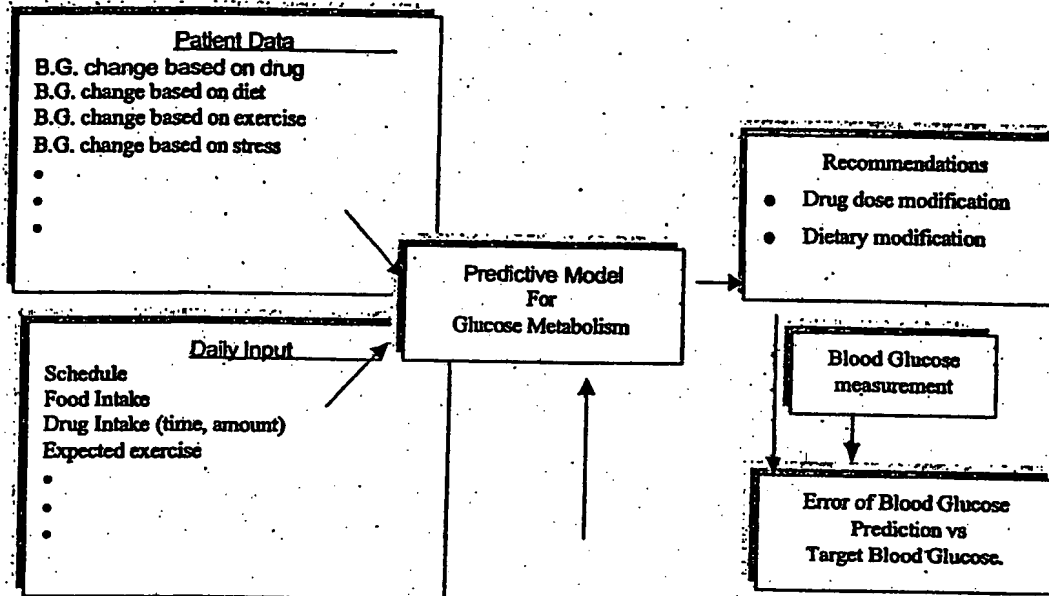 Patient Data
B.G. change based on drug
B.G. change based on diet
B.G. change based on exercise
B.G. change based on stress
Predictive Model
For
Glucose Metabolism
Recommendations
• Drug dose modification
• Dietary modification
Daily Input
Schedule
Food Intake
Drug Intake (time, amount)
Expected exercise
Blood Glucose
measurement
Error of Blood Glucose
Prediction vs
Target Blood Glucose.